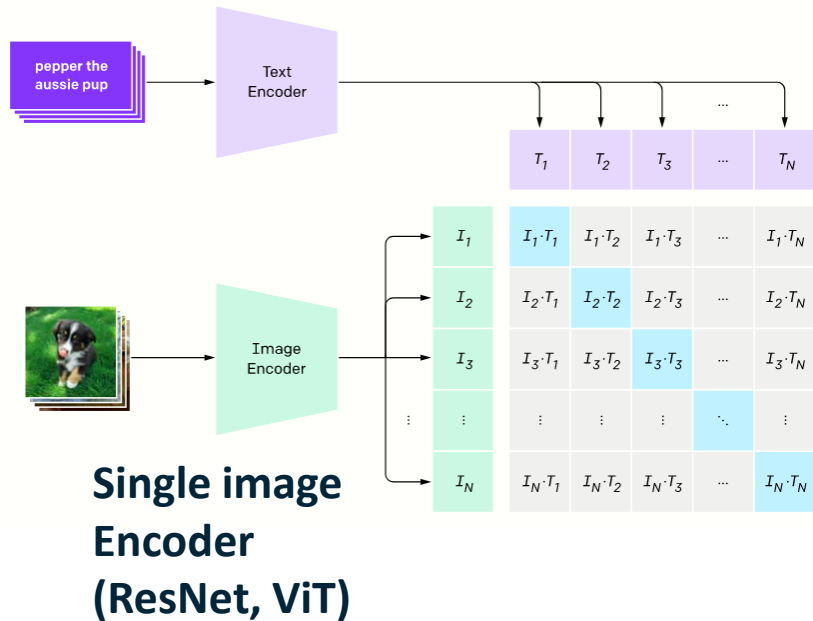 pepper the
aussie pup
Text
Encoder
...
T1 T2 T3 ... TN
I1 I1·T1 I1·T2 I1·T3 ... I1·TN
I2 I2·T1 I2·T2 I2·T3 ... I2·TN
Image
Encoder
I3 I3·T1 I3·T2 I3·T3 ... I3·TN
⋮ ⋮ ⋮ ⋮ ⋮ ⋱ ⋮
IN IN·T1 IN·T2 IN·T3 ... IN·TN
Single image
Encoder
(ResNet, ViT)